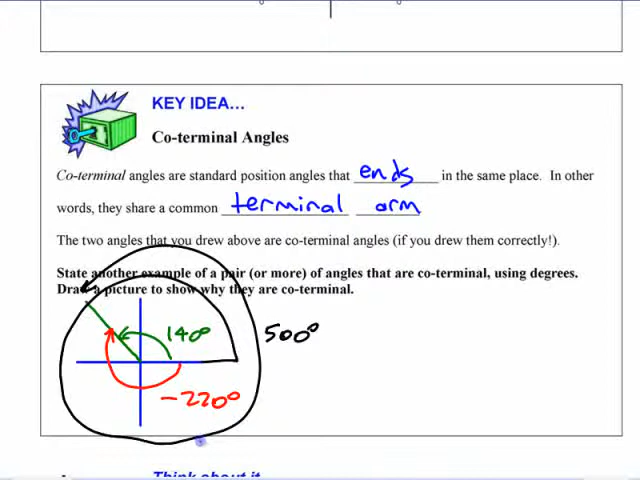 KEY IDEA...
Co-terminal Angles
Co-terminal angles are standard position angles that ends in the same place. In other
words, they share a common terminal arm
The two angles that you drew above are co-terminal angles (if you drew them correctly!).
State another example of a pair (or more) of angles that are co-terminal, using degrees.
Draw a picture to show why they are co-terminal.
140°
500°
-220°
Think about it